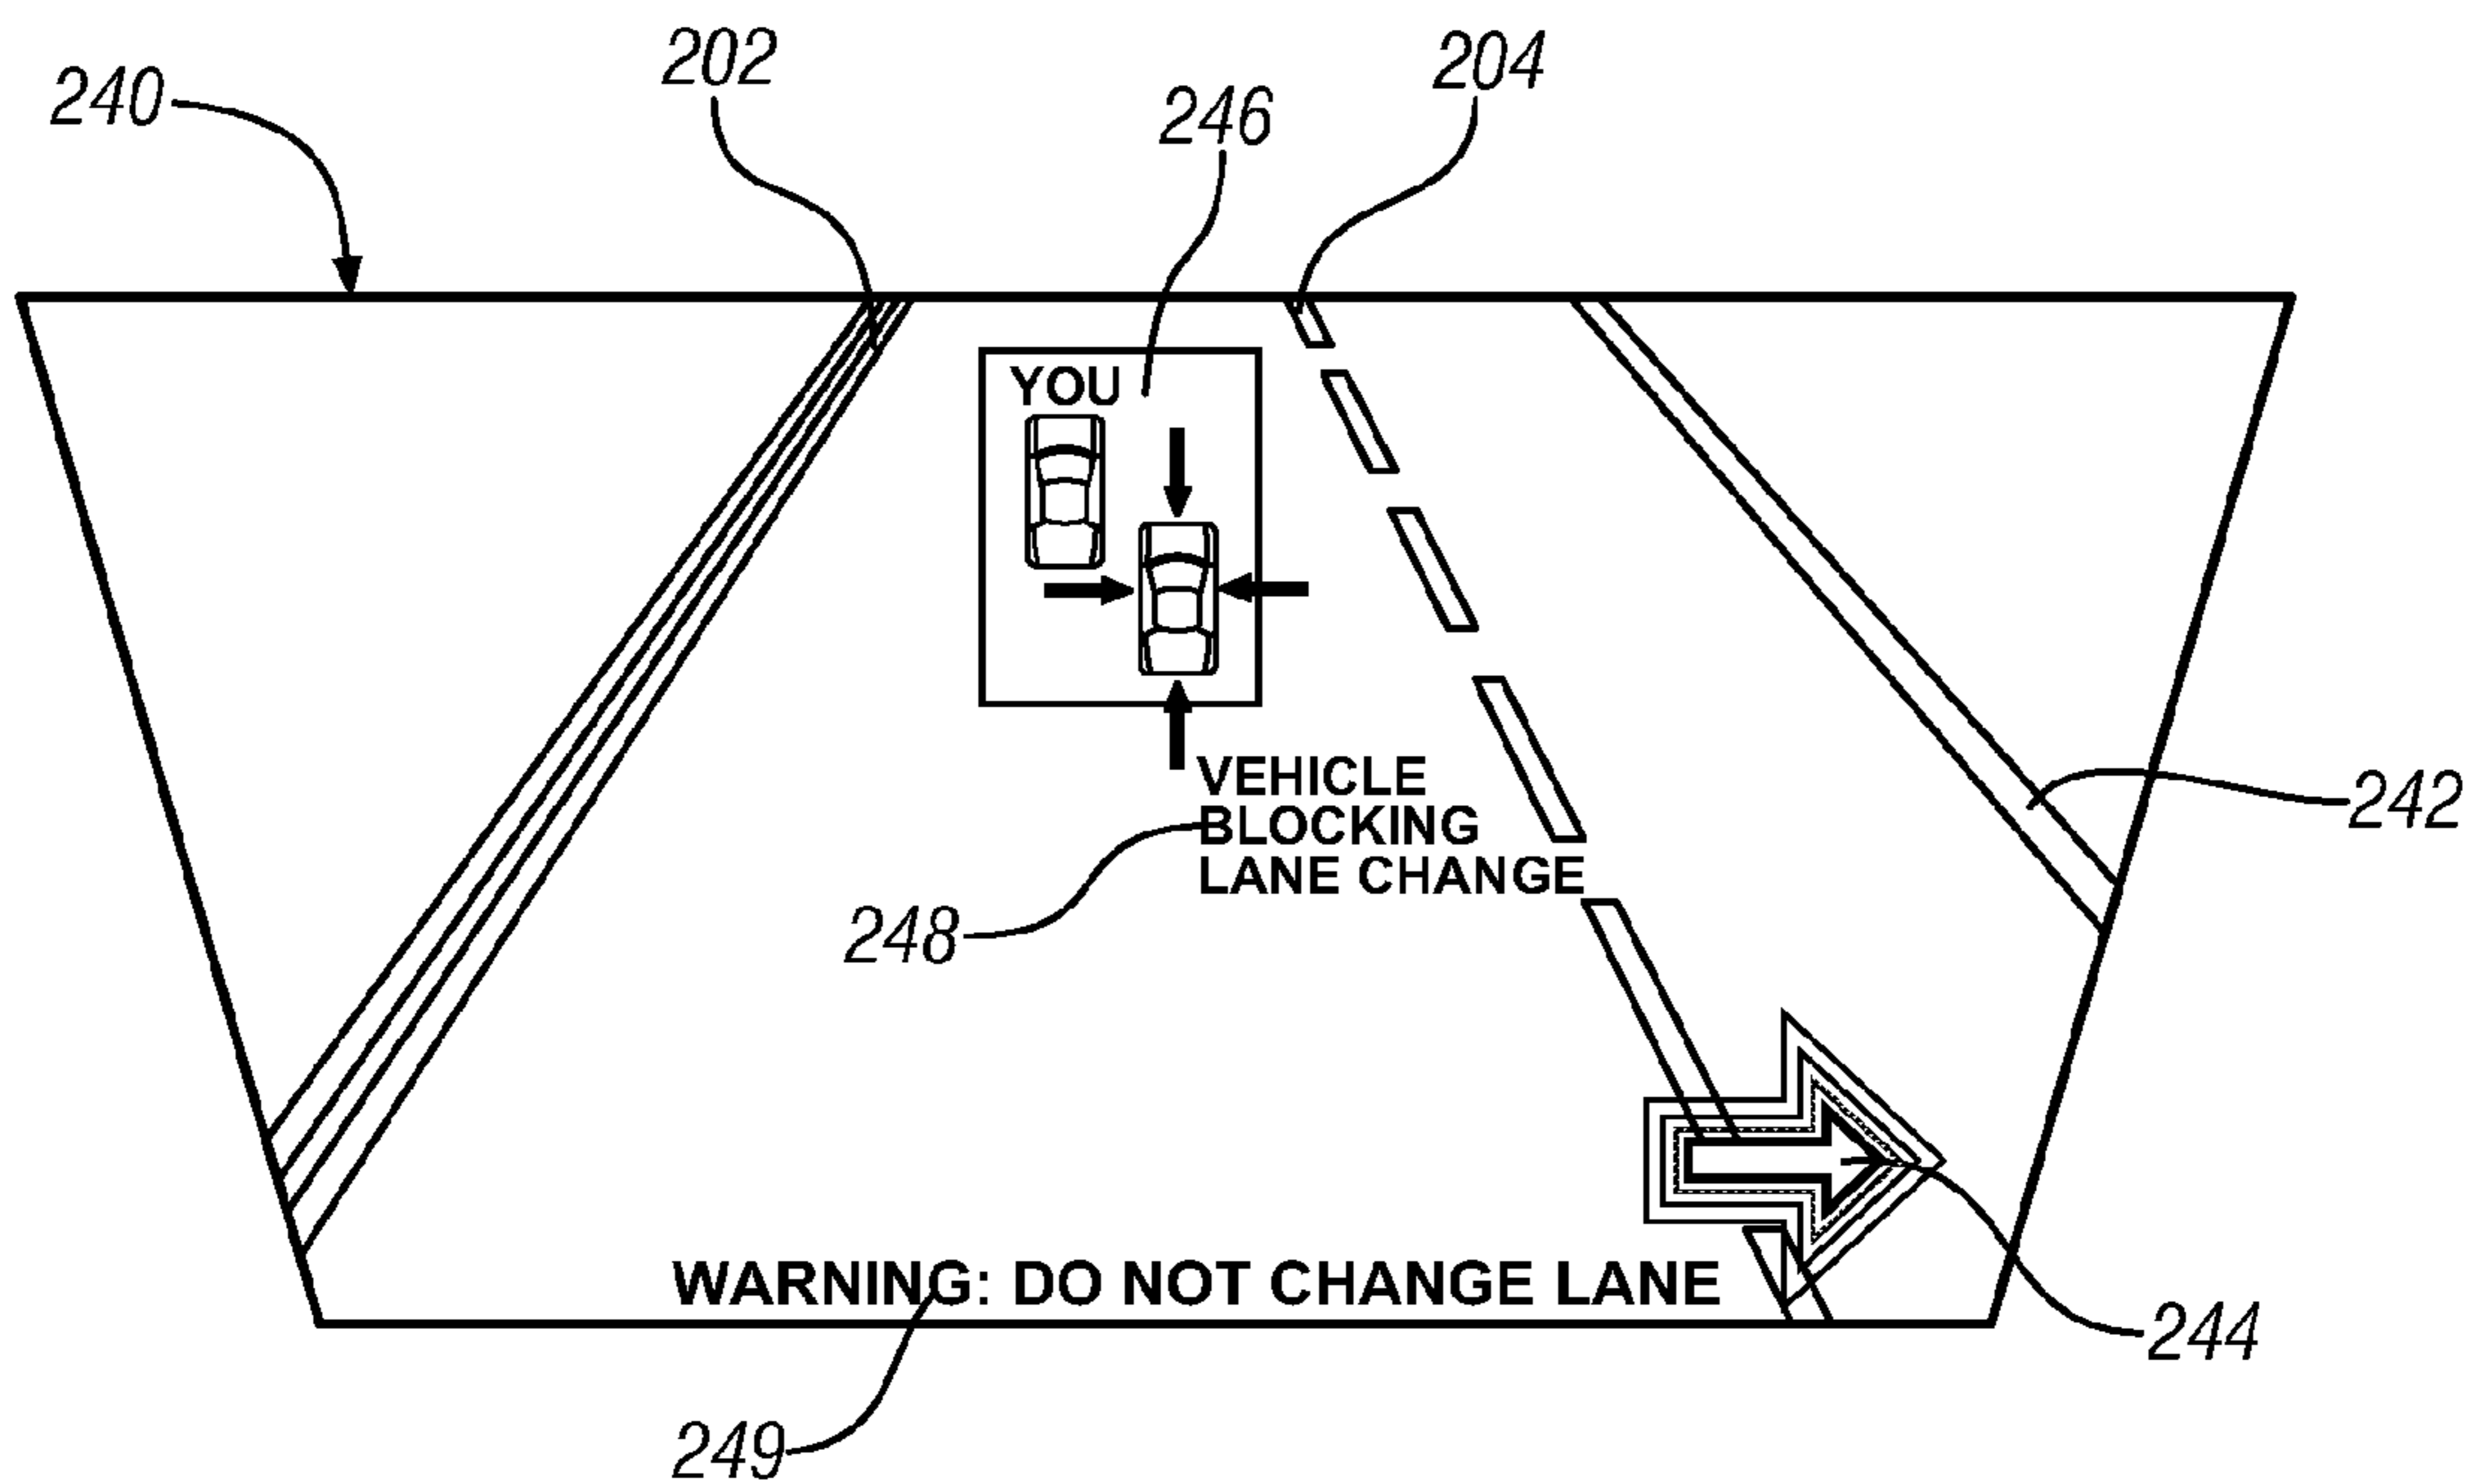 202
204
240
246
YOU
VEHICLE
BLOCKING
LANE CHANGE
242
248
WARNING: DO NOT CHANGE LANE
244
249